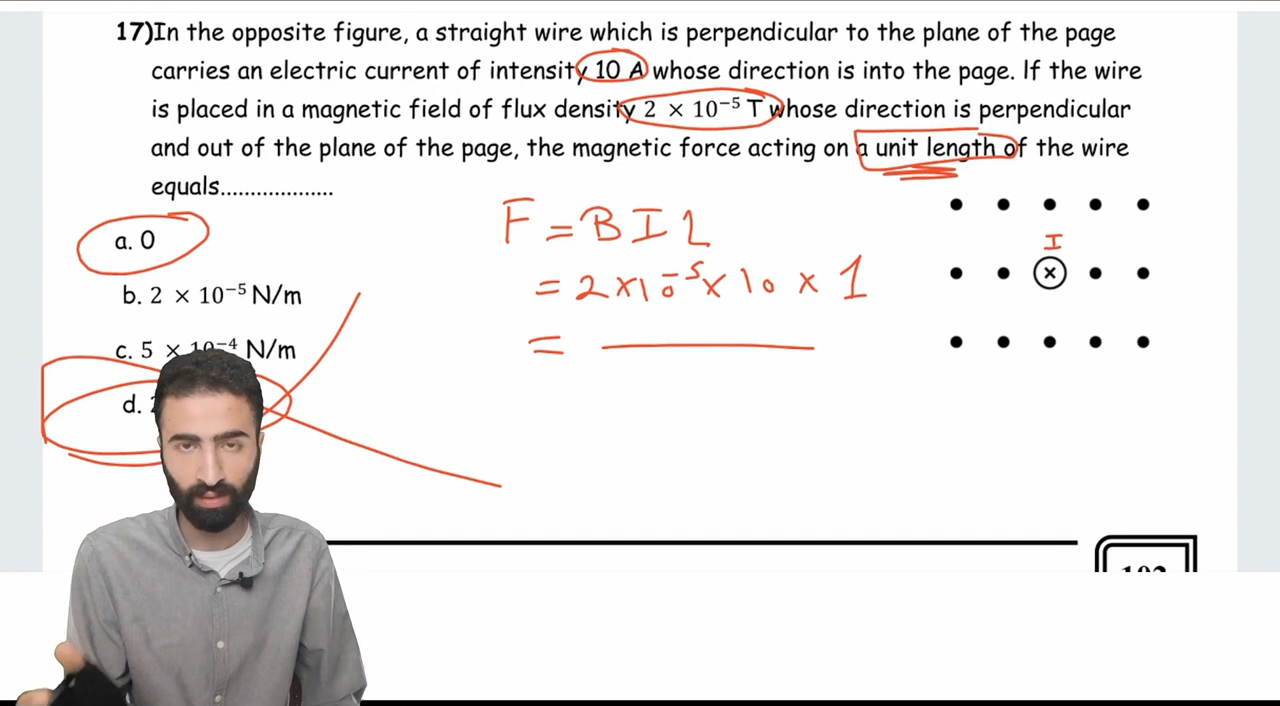 17)In the opposite figure, a straight wire which is perpendicular to the plane of the page
carries an electric current of intensity 10 A whose direction is into the page. If the wire
is placed in a magnetic field of flux density 2 × 10⁻⁵ T whose direction is perpendicular
and out of the plane of the page, the magnetic force acting on a unit length of the wire
equals...................
a. 0
b. 2 × 10⁻⁵ N/m
c. 5 × 10⁻⁴ N/m
d.
F = B I L
= 2 × 10⁻⁵ × 10 × 1
=
I